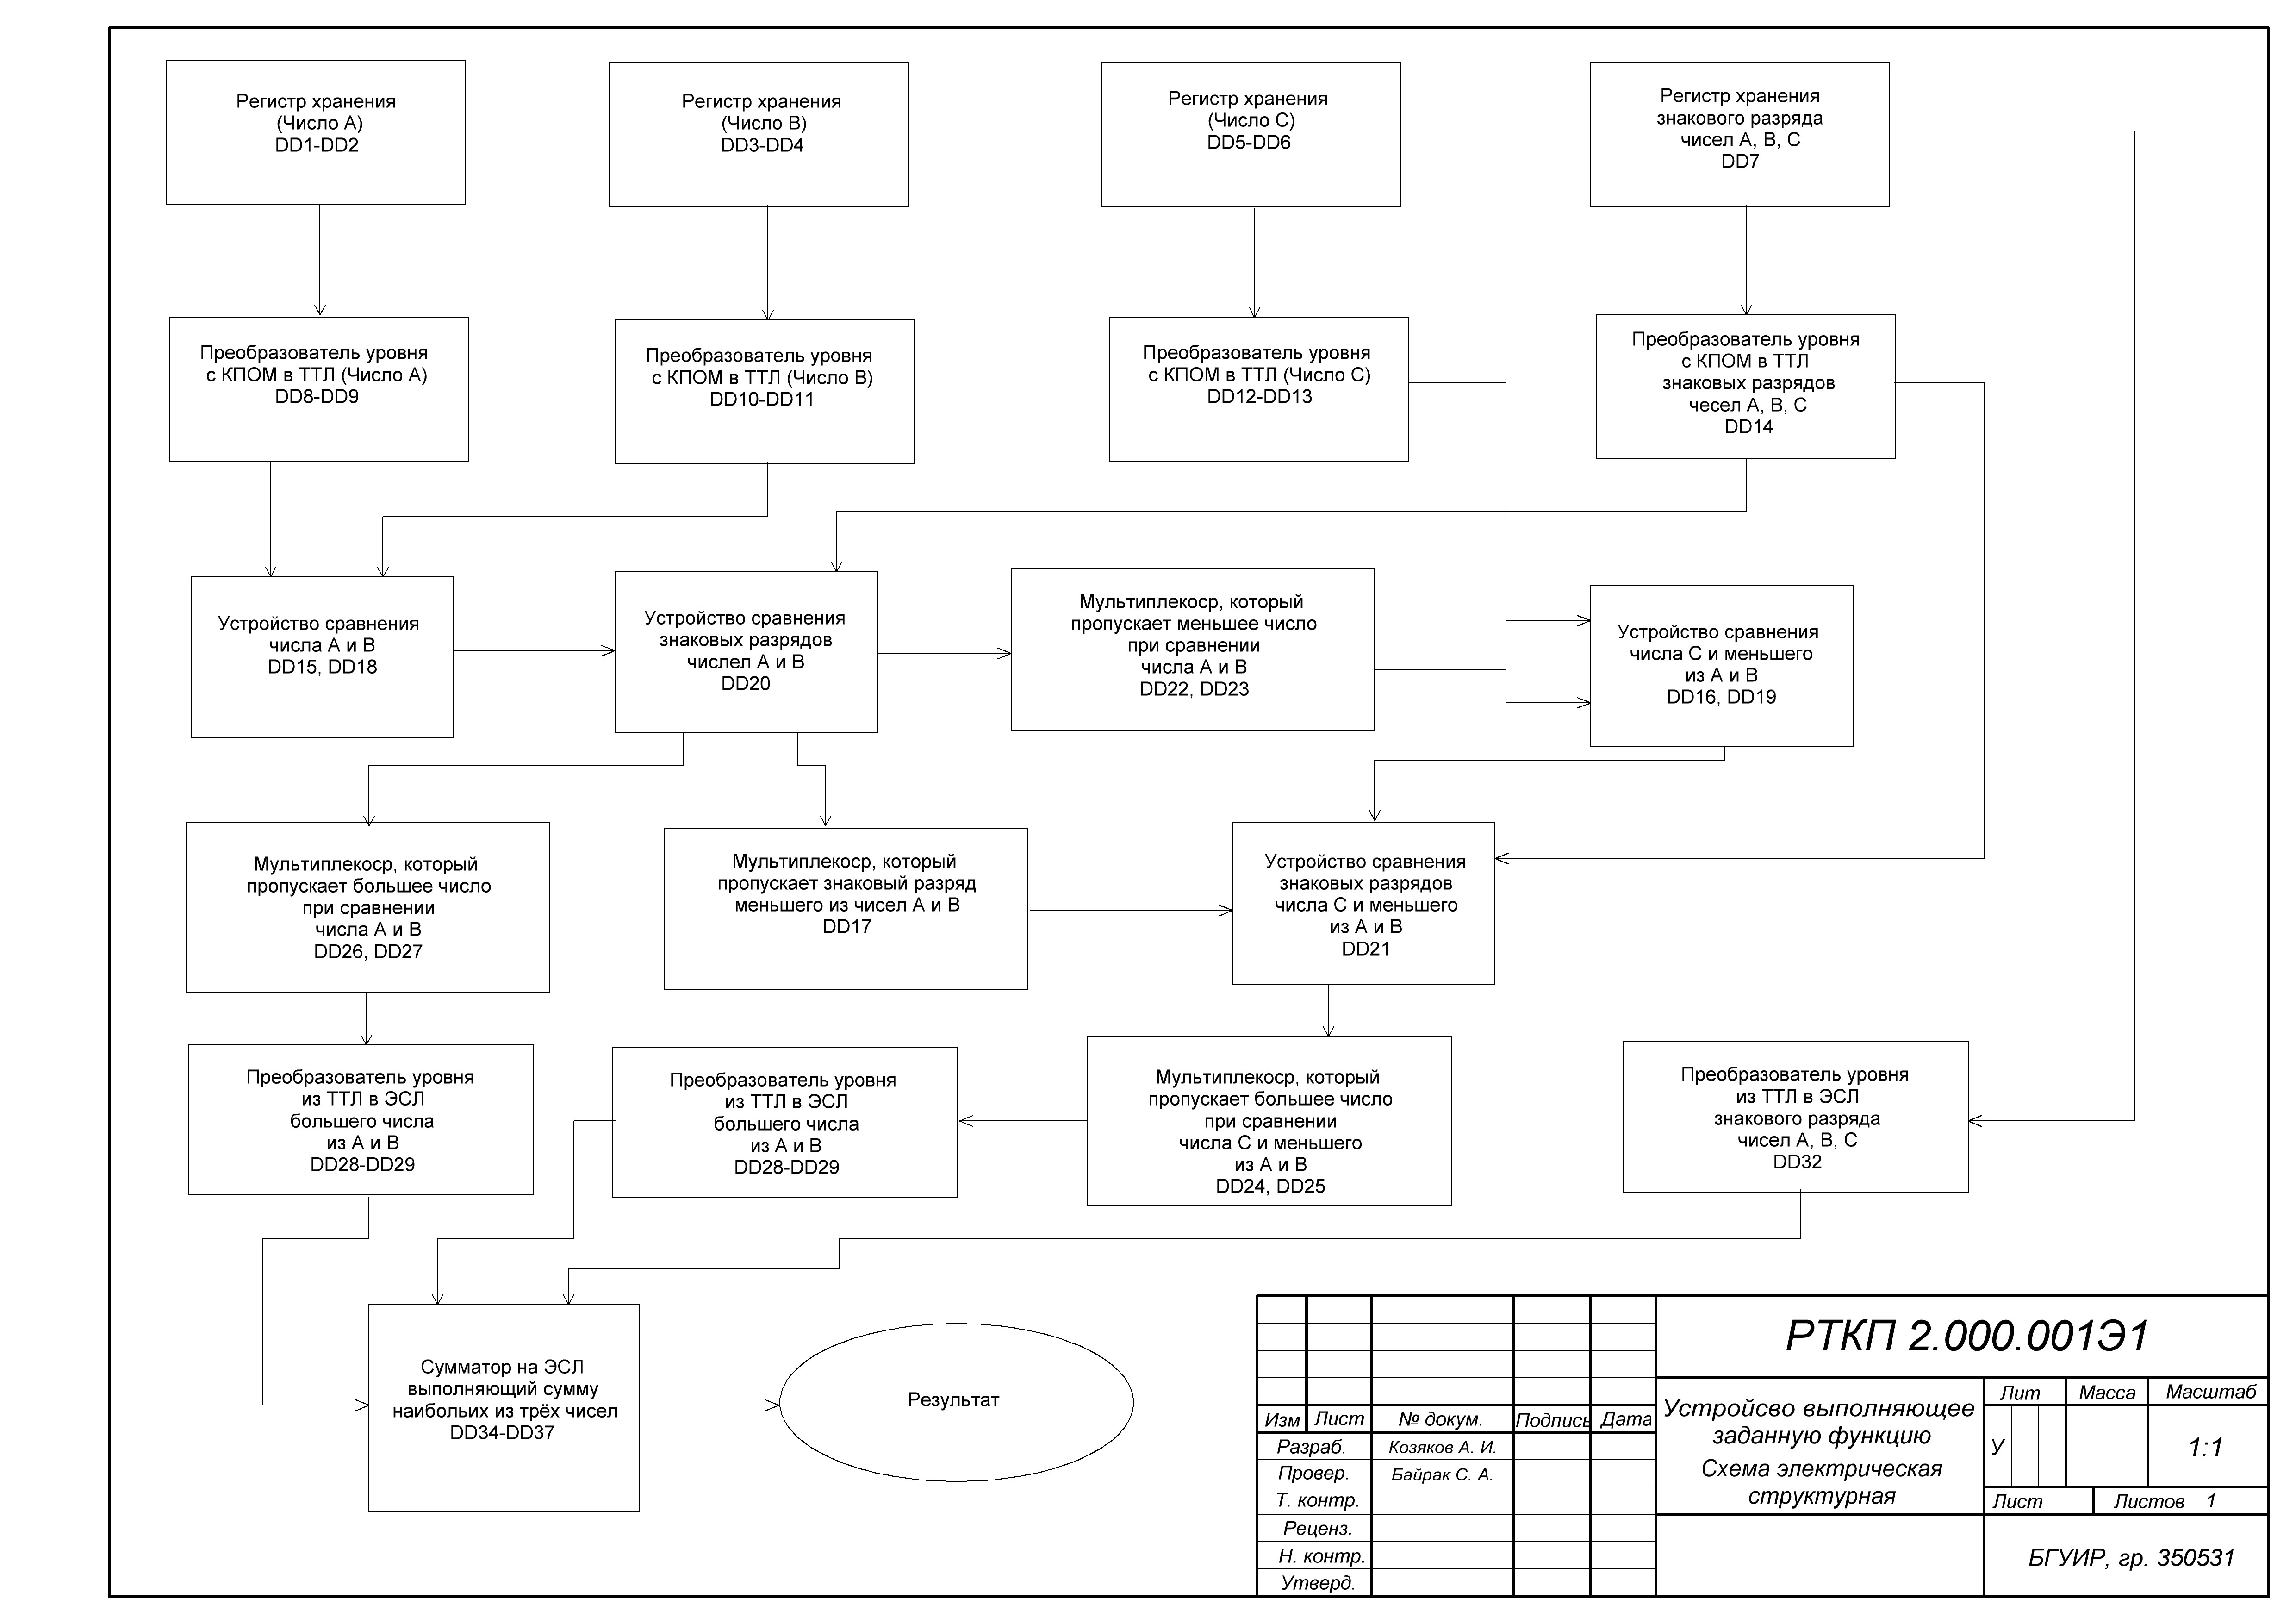 Регистр хранения
(Число А)
DD1-DD2
Регистр хранения
(Число В)
DD3-DD4
Регистр хранения
(Число С)
DD5-DD6
Регистр хранения
знакового разряда
чисел А, В, С
DD7
Преобразователь уровня
с КПОМ в ТТЛ (Число А)
DD8-DD9
Преобразователь уровня
с КПОМ в ТТЛ (Число В)
DD10-DD11
Преобразователь уровня
с КПОМ в ТТЛ (Число С)
DD12-DD13
Преобразователь уровня
с КПОМ в ТТЛ
знаковых разрядов
чесел А, В, С
DD14
Устройство сравнения
числа А и В
DD15, DD18
Устройство сравнения
знаковых разрядов
числел А и В
DD20
Мультиплекоср, который
пропускает меньшее число
при сравнении
числа А и В
DD22, DD23
Устройство сравнения
числа С и меньшего
из А и В
DD16, DD19
Мультиплекоср, который
пропускает большее число
при сравнении
числа А и В
DD26, DD27
Мультиплекоср, который
пропускает знаковый разряд
меньшего из чисел А и В
DD17
Устройство сравнения
знаковых разрядов
числа С и меньшего
из А и В
DD21
Преобразователь уровня
из ТТЛ в ЭСЛ
большего числа
из А и В
DD28-DD29
Преобразователь уровня
из ТТЛ в ЭСЛ
большего числа
из А и В
DD28-DD29
Мультиплекоср, который
пропускает большее число
при сравнении
числа С и меньшего
из А и В
DD24, DD25
Преобразователь уровня
из ТТЛ в ЭСЛ
знакового разряда
чисел А, В, С
DD32
Сумматор на ЭСЛ
выполняющий сумму
наибольих из трёх чисел
DD34-DD37
Результат
РТКП 2.000.001Э1
Устройсво выполняющее
заданную функцию
Схема электрическая
структурная
Лит Масса Масштаб
У 1:1
Лист Листов 1
БГУИР, гр. 350531
Изм Лист № докум. Подпись Дата
Разраб. Козяков А. И.
Провер. Байрак С. А.
Т. контр.
Реценз.
Н. контр.
Утверд.